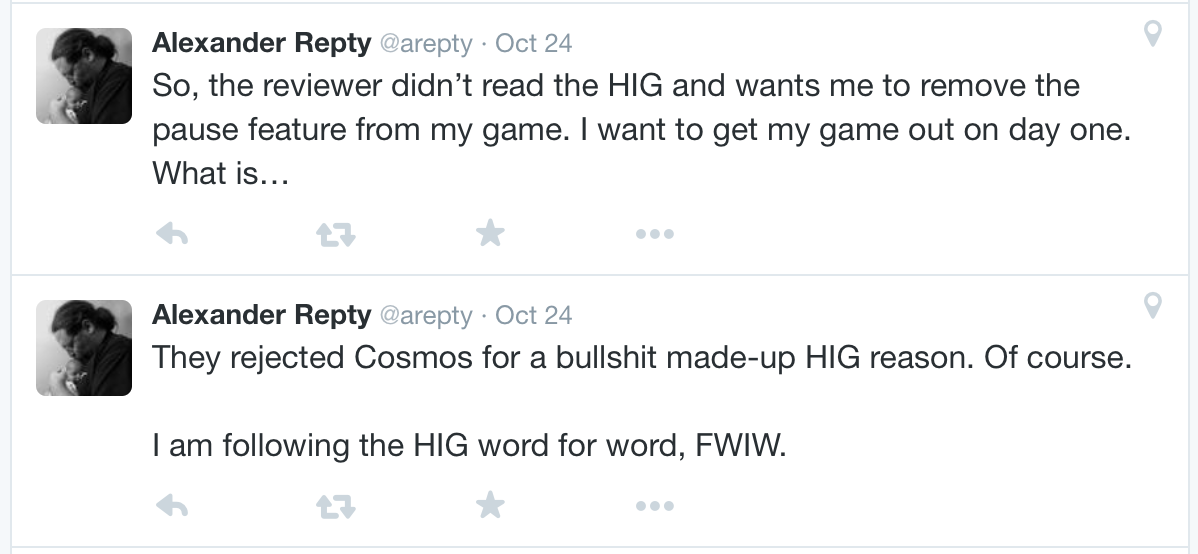 Alexander Repty @arepty · Oct 24
So, the reviewer didn’t read the HIG and wants me to remove the
pause feature from my game. I want to get my game out on day one.
What is…
Alexander Repty @arepty · Oct 24
They rejected Cosmos for a bullshit made-up HIG reason. Of course.
I am following the HIG word for word, FWIW.